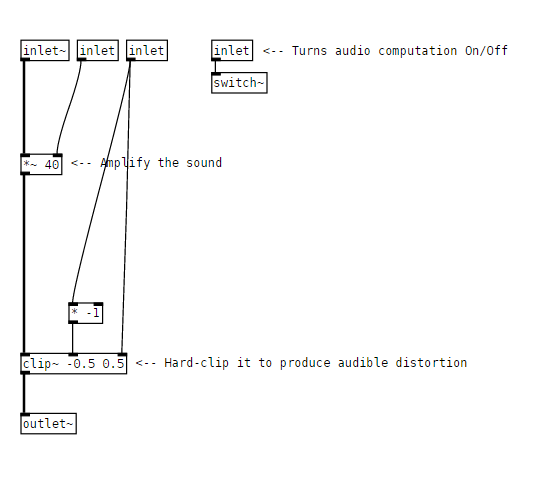 inlet~ inlet inlet inlet <-- Turns audio computation On/Off
switch~
*~ 40 <-- Amplify the sound
* -1
clip~ -0.5 0.5 <-- Hard-clip it to produce audible distortion
outlet~